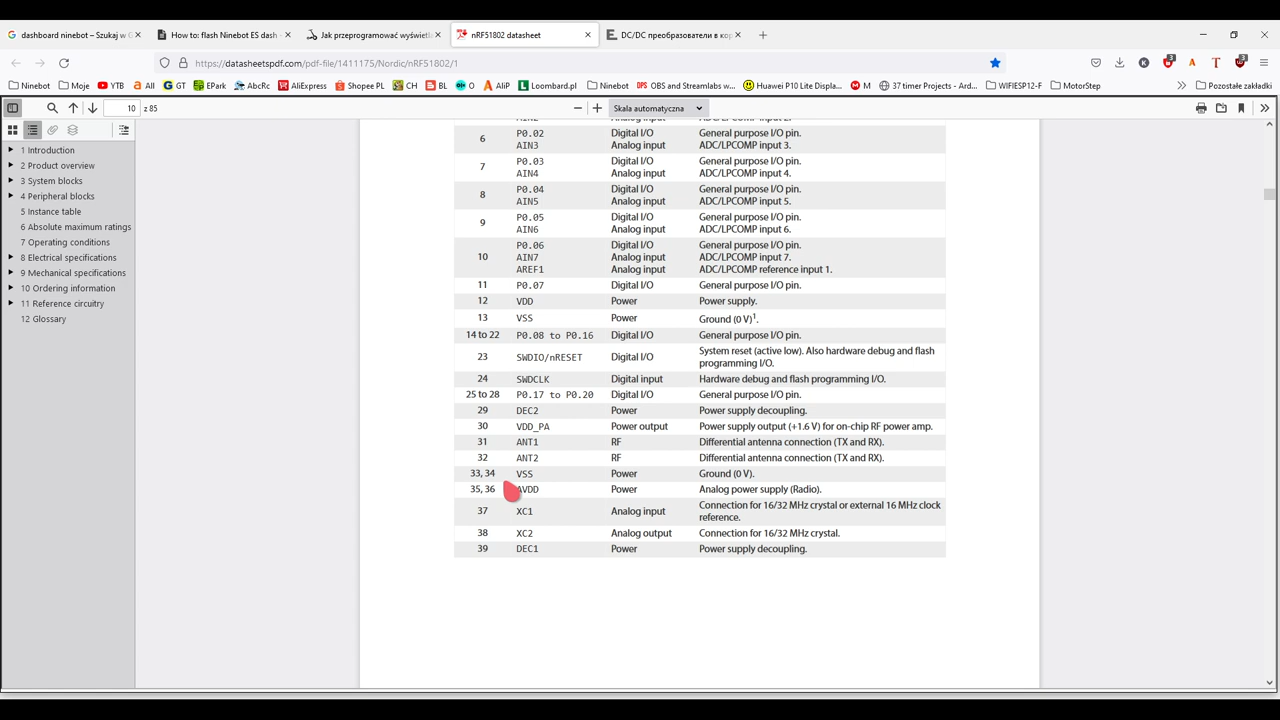 dashboard ninebot – Szukaj w G
How to: flash Ninebot ES dash -
Jak przeprogramować wyświetla
nRF51802 datasheet
DC/DC преобразователи в кор
https://datasheetspdf.com/pdf-file/1411175/Nordic/nRF51802/1
Ninebot Moje YTB All GT EPark AbcRc AliExpress Shopee PL CH BL O AliP Loombard.pl Ninebot OBS and Streamlabs w... Huawei P10 Lite Displa... M 37 timer Projects - Ard... WIFIESP12-F MotorStep Pozostałe zakładki
10 z 85 Skala automatyczna
1 Introduction
2 Product overview
3 System blocks
4 Peripheral blocks
5 Instance table
6 Absolute maximum ratings
7 Operating conditions
8 Electrical specifications
9 Mechanical specifications
10 Ordering information
11 Reference circuitry
12 Glossary
AIN2 Analog input ADC/LPCOMP input 2.
6 P0.02 Digital I/O General purpose I/O pin.
AIN3 Analog input ADC/LPCOMP input 3.
7 P0.03 Digital I/O General purpose I/O pin.
AIN4 Analog input ADC/LPCOMP input 4.
8 P0.04 Digital I/O General purpose I/O pin.
AIN5 Analog input ADC/LPCOMP input 5.
9 P0.05 Digital I/O General purpose I/O pin.
AIN6 Analog input ADC/LPCOMP input 6.
10 P0.06 Digital I/O General purpose I/O pin.
AIN7 Analog input ADC/LPCOMP input 7.
AREF1 Analog input ADC/LPCOMP reference input 1.
11 P0.07 Digital I/O General purpose I/O pin.
12 VDD Power Power supply.
13 VSS Power Ground (0 V)1.
14 to 22 P0.08 to P0.16 Digital I/O General purpose I/O pin.
23 SWDIO/nRESET Digital I/O System reset (active low). Also hardware debug and flash
programming I/O.
24 SWDCLK Digital input Hardware debug and flash programming I/O.
25 to 28 P0.17 to P0.20 Digital I/O General purpose I/O pin.
29 DEC2 Power Power supply decoupling.
30 VDD_PA Power output Power supply output (+1.6 V) for on-chip RF power amp.
31 ANT1 RF Differential antenna connection (TX and RX).
32 ANT2 RF Differential antenna connection (TX and RX).
33, 34 VSS Power Ground (0 V).
35, 36 AVDD Power Analog power supply (Radio).
37 XC1 Analog input Connection for 16/32 MHz crystal or external 16 MHz clock
reference.
38 XC2 Analog output Connection for 16/32 MHz crystal.
39 DEC1 Power Power supply decoupling.